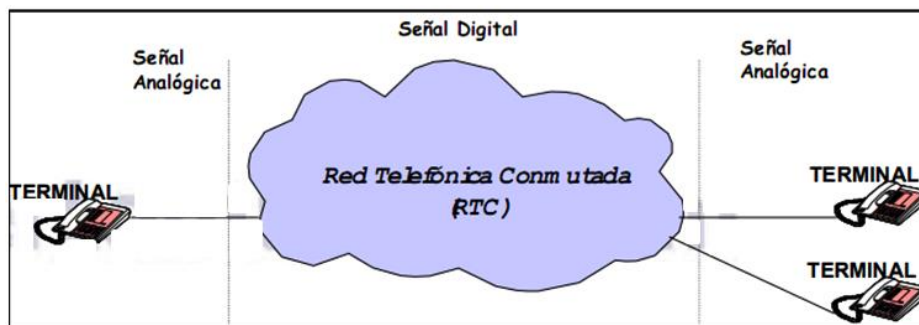 Señal Digital
Señal
Analógica
Señal
Analógica
Red Telefónica Conmutada
(RTC)
TERMINAL
TERMINAL
TERMINAL